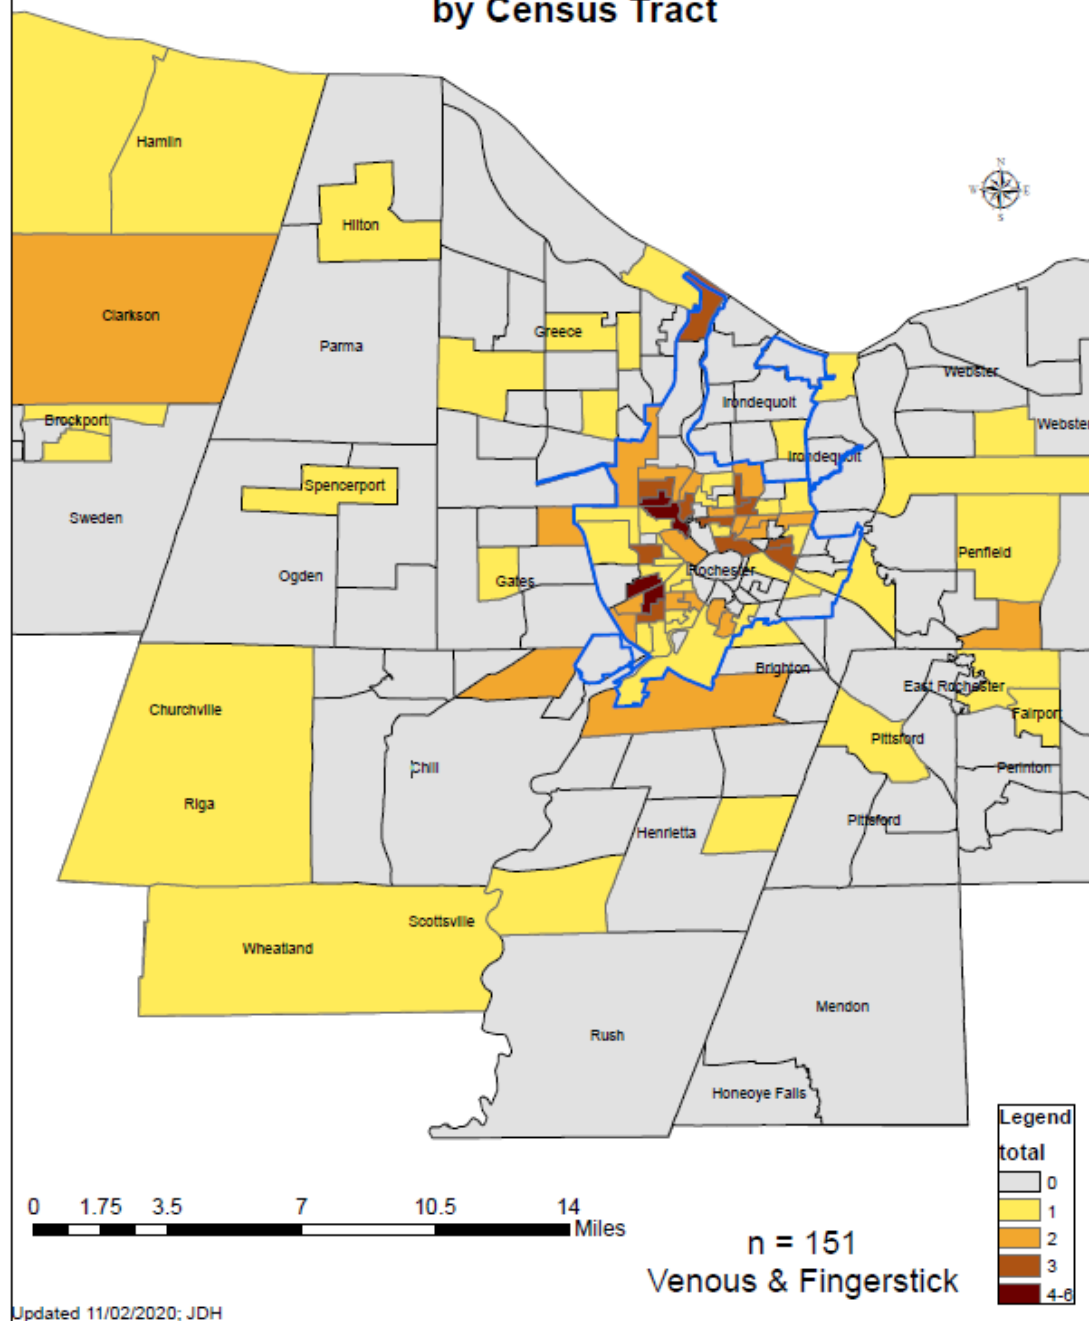 by Census Tract
N
W
E
S
Hamlin
Hilton
Clarkson
Greece
Parma
Webster
Irondequoit
Brockport
Webster
Irondequoit
Spencerport
Sweden
Penfield
Ogden
Gates
Rochester
Brighton
East Rochester
Churchville
Fairport
Pittsford
Chili
Perinton
Riga
Pittsford
Henrietta
Scottsville
Wheatland
Mendon
Rush
Honeoye Falls
Legend
total
0
1
2
3
4-6
0 1.75 3.5 7 10.5 14
Miles
n = 151
Venous & Fingerstick
Updated 11/02/2020; JDH